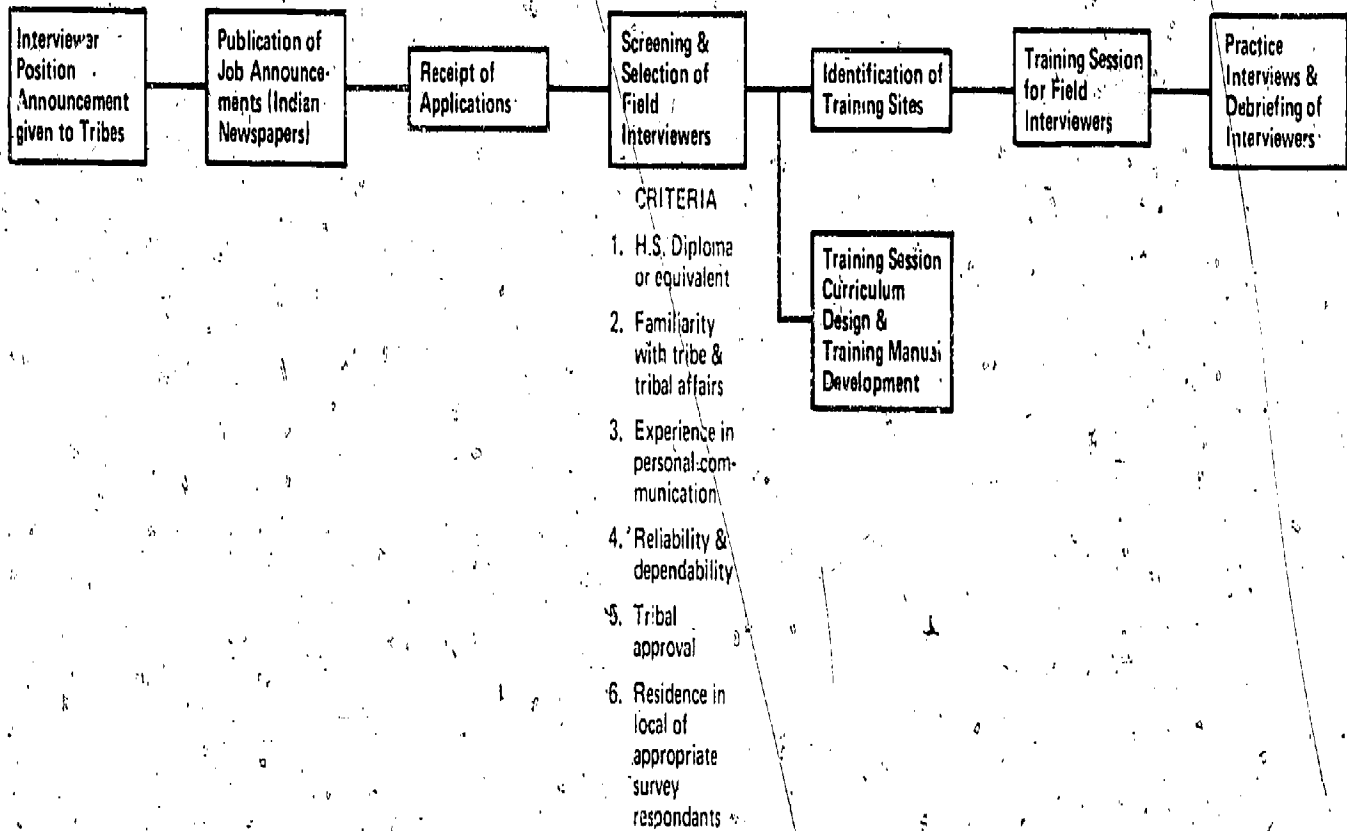 Interviewar
Position
Announcement
given to Tribes
Publication of
Job Announce-
ments (Indian
Newspapers)
Receipt of
Applications
Screening &
Selection of
Field
Interviewers
CRITERIA
1. H.S. Diploma
or equivalent
2. Familiarity
with tribe &
tribal affairs
3. Experience in
personal com-
munication
4. Reliability &
dependability
5. Tribal
approval
6. Residence in
local of
appropriate
survey
respondants
Identification of
Training Sites
Training Session
Curriculum
Design &
Training Manual
Development
Training Session
for Field
Interviewers
Practice
Interviews &
Debriefing of
Interviewers